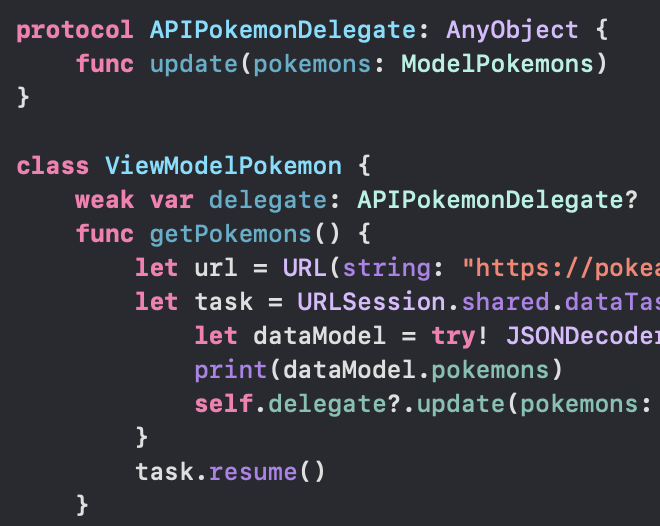 protocol APIPokemonDelegate: AnyObject {
    func update(pokemons: ModelPokemons)
}

class ViewModelPokemon {
    weak var delegate: APIPokemonDelegate?
    func getPokemons() {
        let url = URL(string: "https://pokea
        let task = URLSession.shared.dataTas
            let dataModel = try! JSONDecoder
            print(dataModel.pokemons)
            self.delegate?.update(pokemons:
        }
        task.resume()
    }